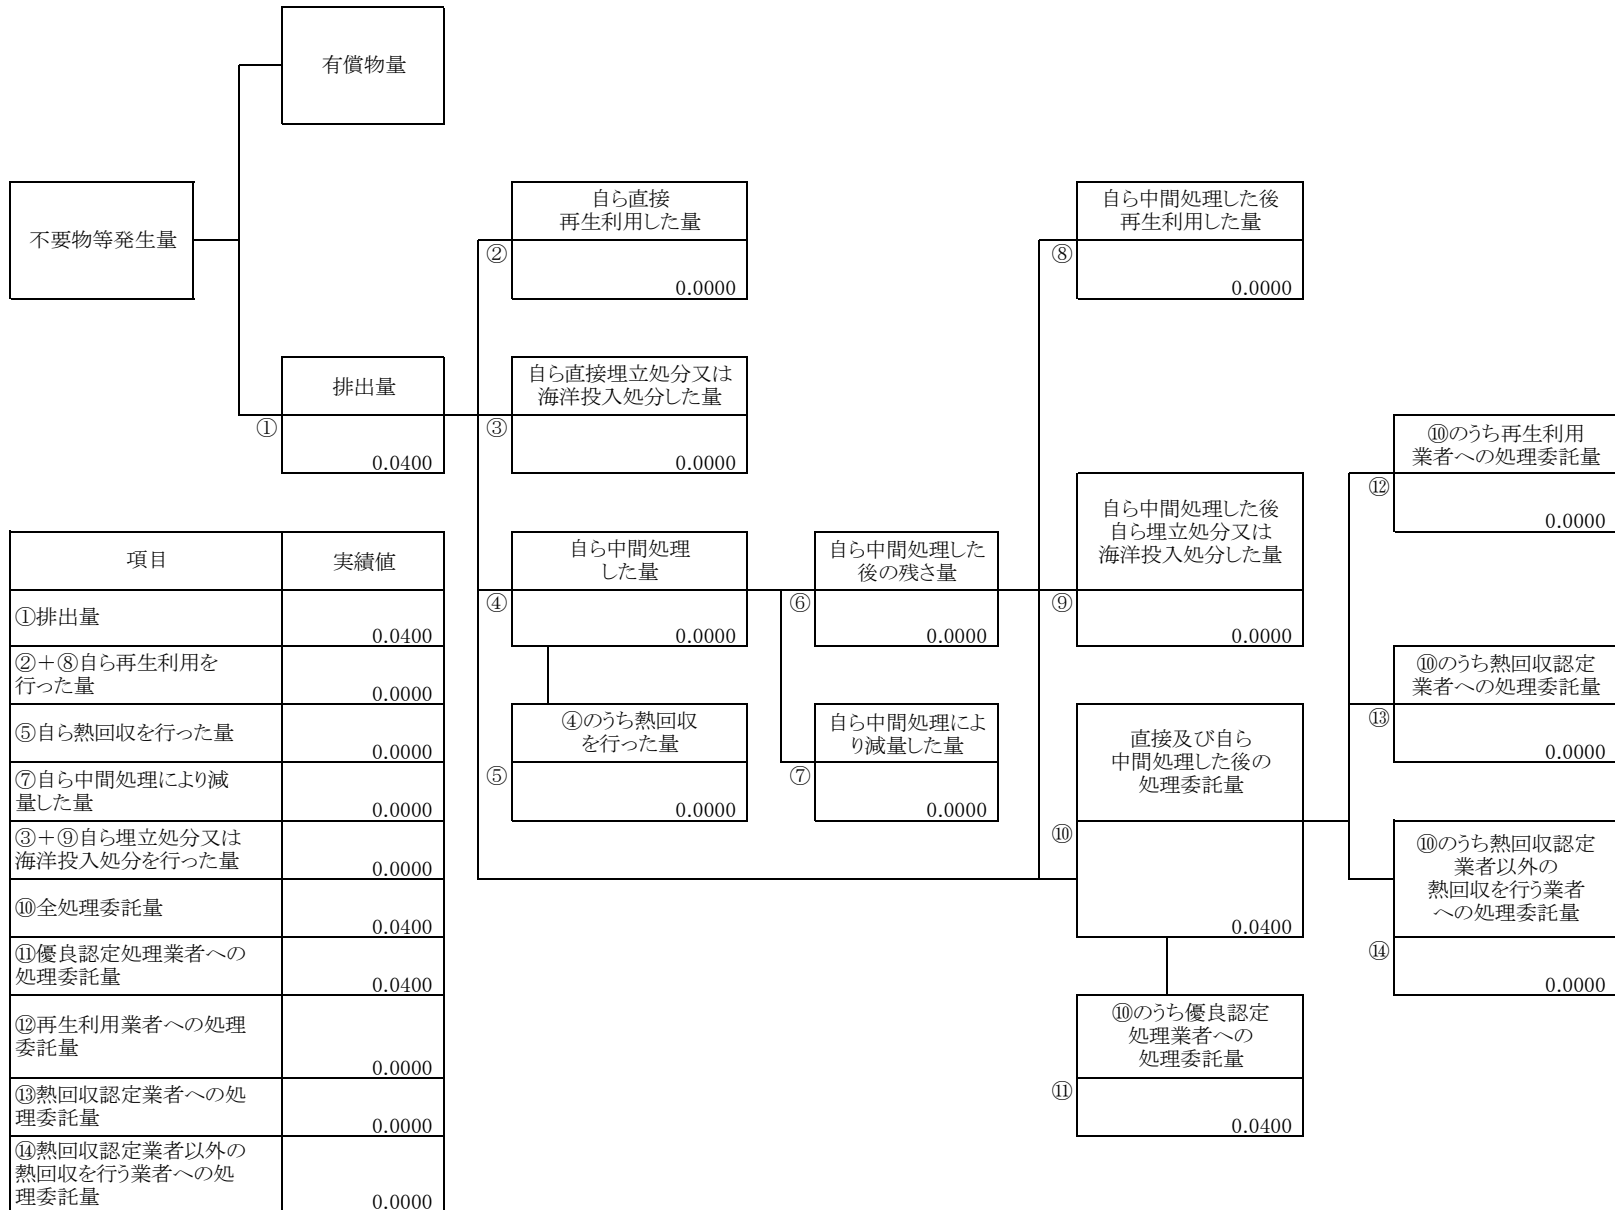 有償物量
不要物等発生量
自ら直接
再生利用した量
②
0.0000
自ら中間処理した後
再生利用した量
⑧
0.0000
排出量
①
0.0400
自ら直接埋立処分又は
海洋投入処分した量
③
0.0000
⑩のうち再生利用
業者への処理委託量
⑫
0.0000
自ら中間処理
した量
④
0.0000
自ら中間処理した
後の残さ量
⑥
0.0000
自ら中間処理した後
自ら埋立処分又は
海洋投入処分した量
⑨
0.0000
⑩のうち熱回収認定
業者への処理委託量
⑬
0.0000
④のうち熱回収
を行った量
⑤
0.0000
自ら中間処理によ
り減量した量
⑦
0.0000
直接及び自ら
中間処理した後の
処理委託量
⑩
0.0400
⑩のうち熱回収認定
業者以外の
熱回収を行う業者
への処理委託量
⑭
0.0000
⑩のうち優良認定
処理業者への
処理委託量
⑪
0.0400
項目 実績値
①排出量
0.0400
②+⑧自ら再生利用を
行った量
0.0000
⑤自ら熱回収を行った量
0.0000
⑦自ら中間処理により減
量した量
0.0000
③+⑨自ら埋立処分又は
海洋投入処分を行った量
0.0000
⑩全処理委託量
0.0400
⑪優良認定処理業者への
処理委託量
0.0400
⑫再生利用業者への処理
委託量
0.0000
⑬熱回収認定業者への処
理委託量
0.0000
⑭熱回収認定業者以外の
熱回収を行う業者への処
理委託量
0.0000